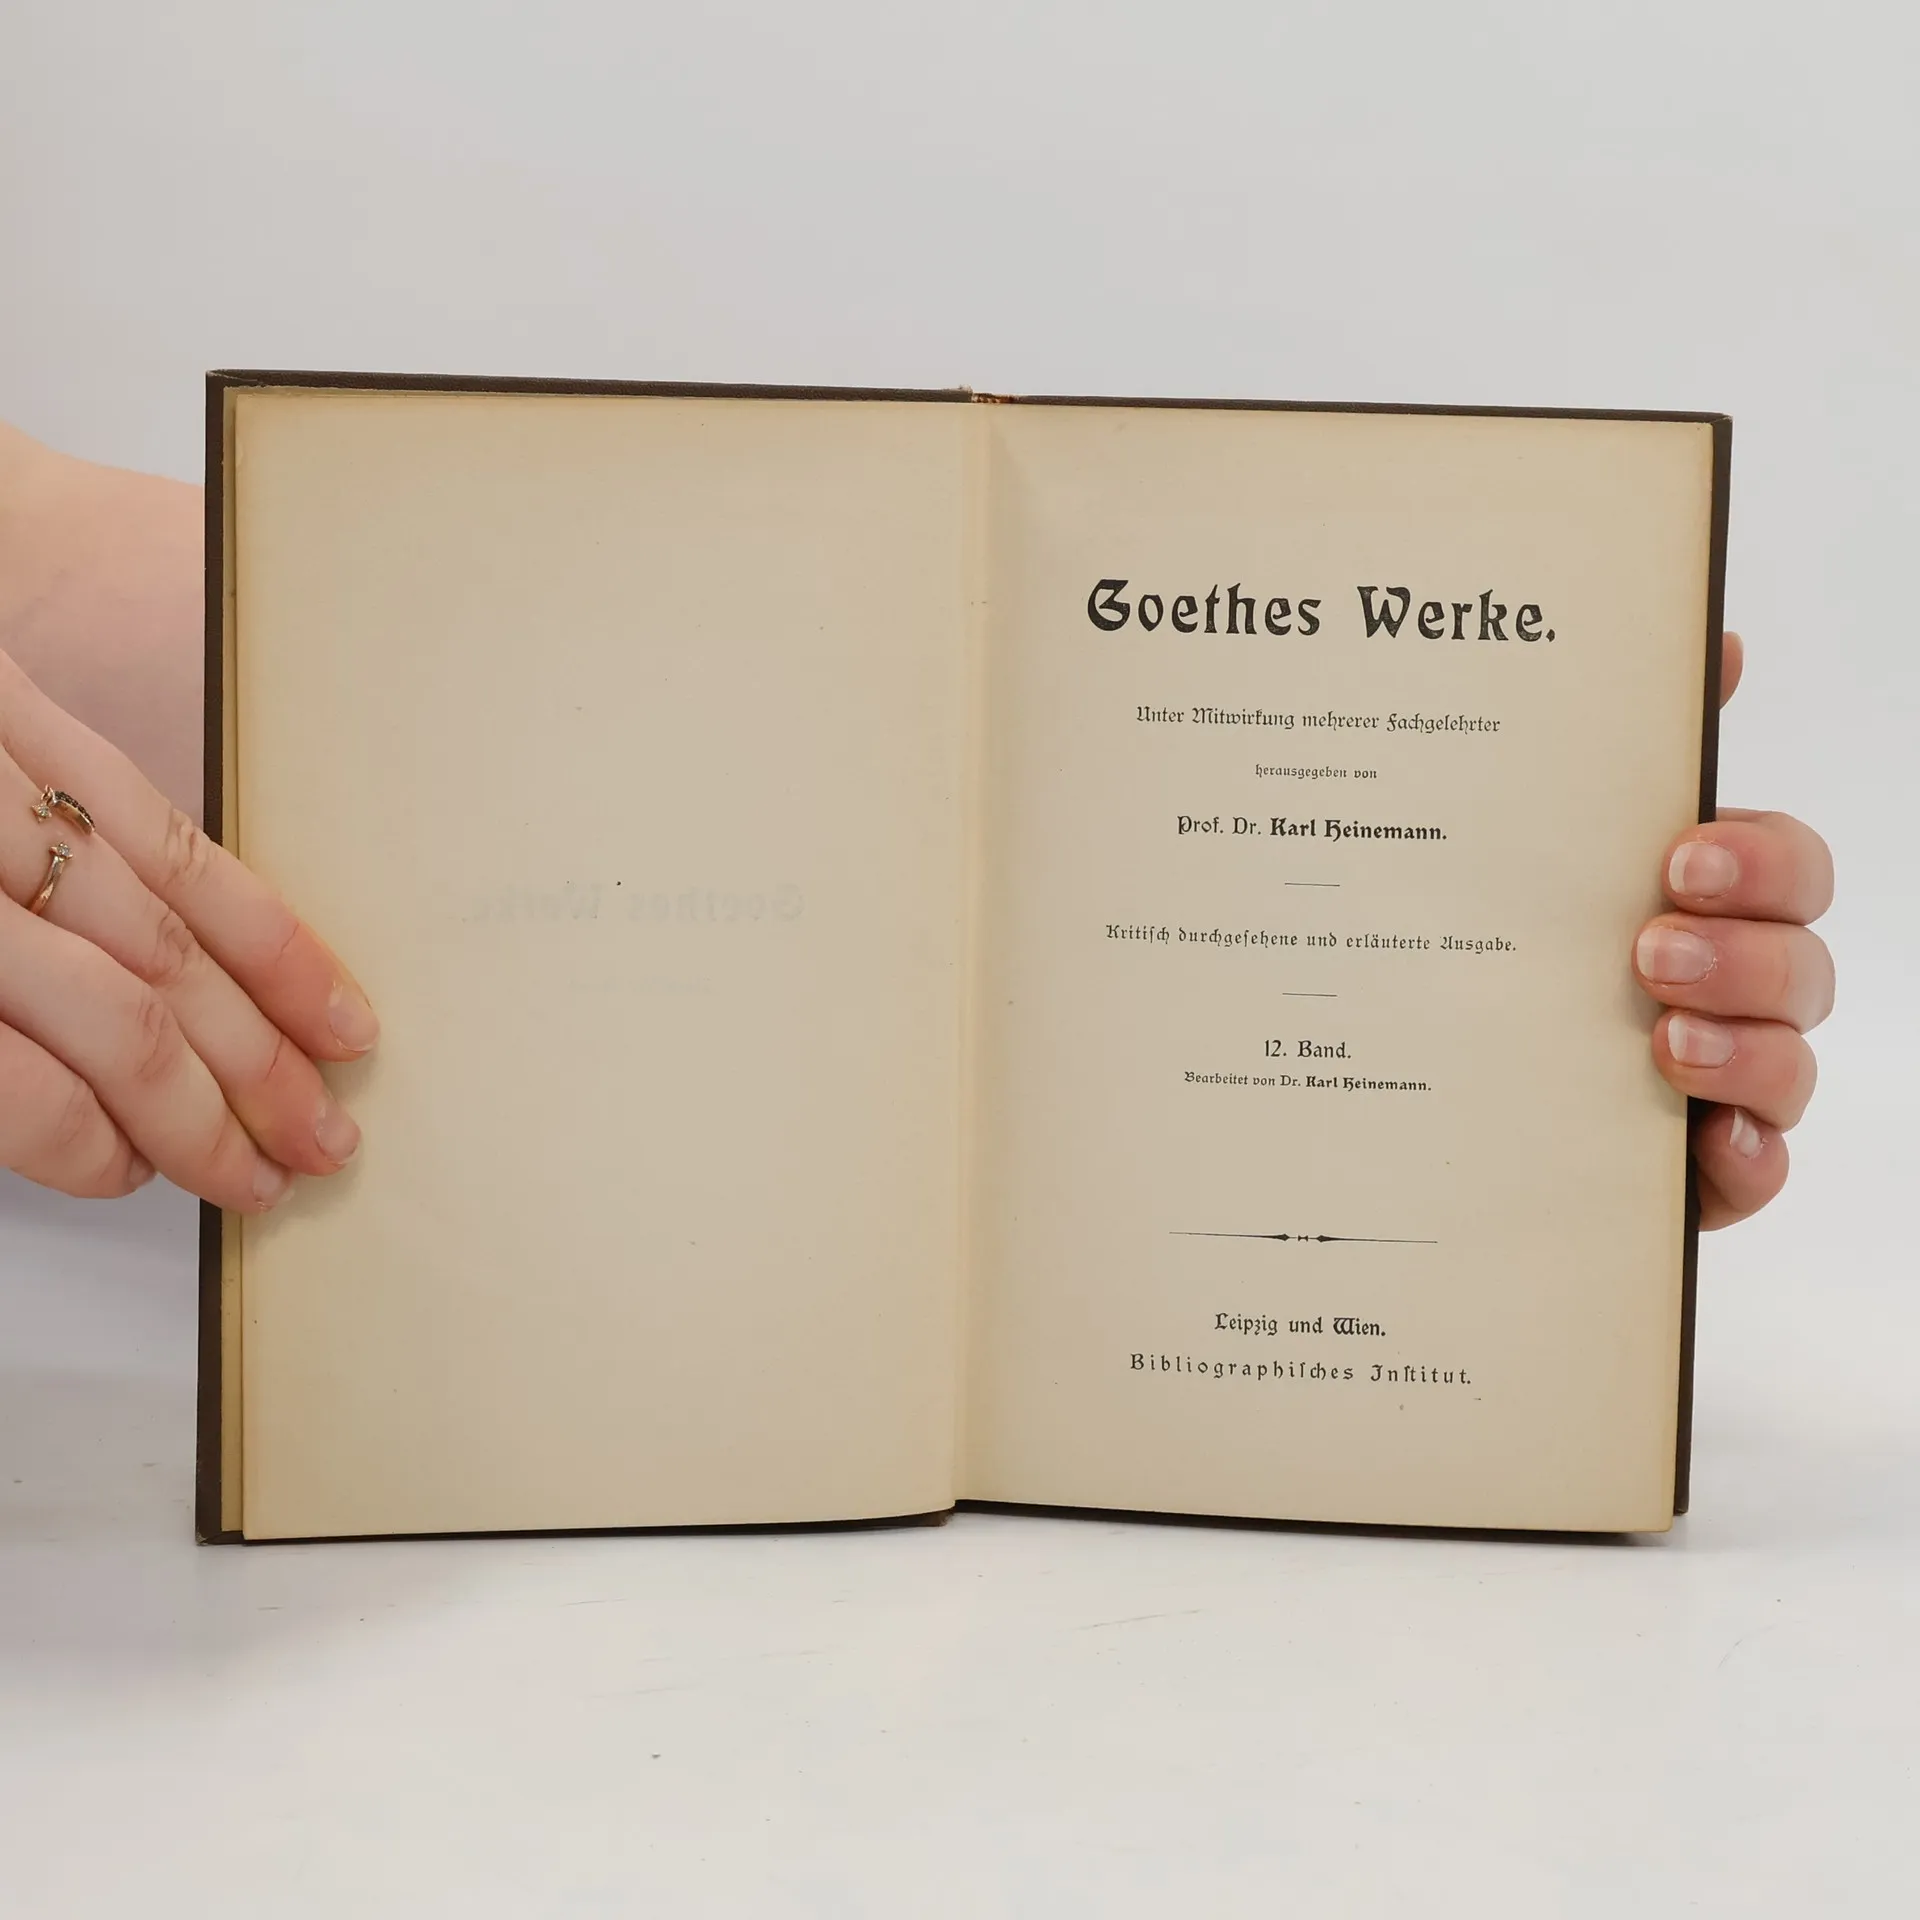 Goethes Werke.
Unter Mitwirkung mehrerer Fachgelehrter
herausgegeben von
Prof. Dr. Karl Heinemann.
Kritiſch durchgeſehene und erläuterte Ausgabe.
12. Band.
Bearbeitet von Dr. Karl Heinemann.
Leipzig und Wien.
Bibliographiſches Inſtitut.